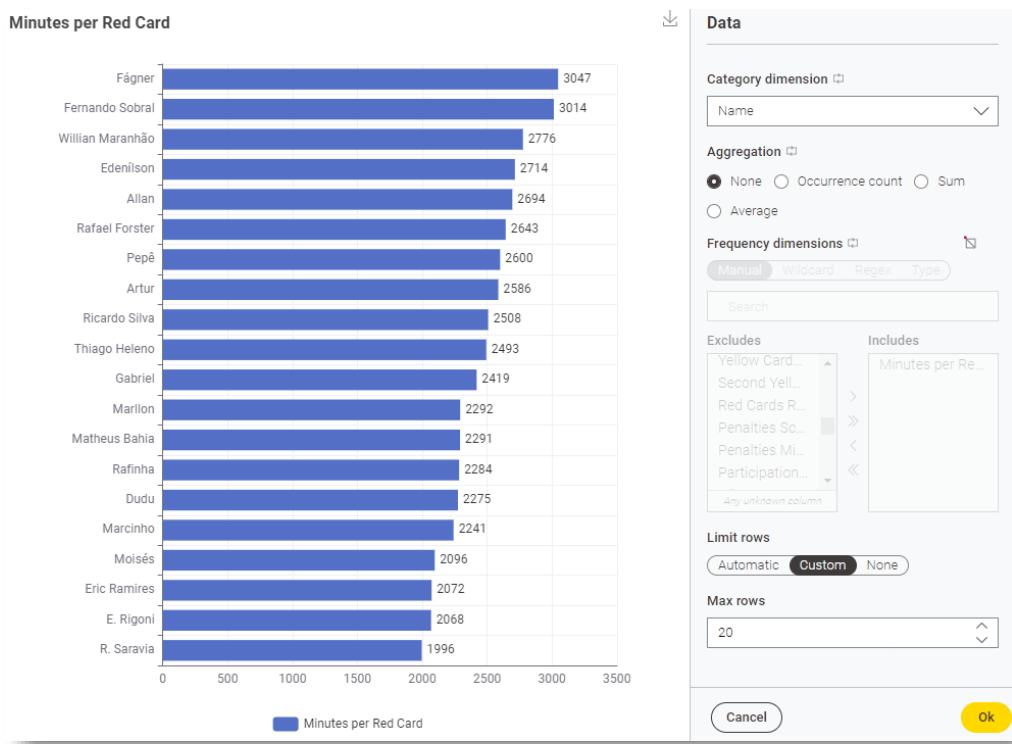 Minutes per Red Card
Fágner 3047
Fernando Sobral 3014
Willian Maranhão 2776
Edenílson 2714
Allan 2694
Rafael Forster 2643
Pepê 2600
Artur 2586
Ricardo Silva 2508
Thiago Heleno 2493
Gabriel 2419
Marllon 2292
Matheus Bahia 2291
Rafinha 2284
Dudu 2275
Marcinho 2241
Moisés 2096
Eric Ramires 2072
E. Rigoni 2068
R. Saravia 1996
0 500 1000 1500 2000 2500 3000 3500
Minutes per Red Card
Data
Category dimension
Name
Aggregation
None Occurrence count Sum
Average
Frequency dimensions
Manual Wildcard Regex Type
Search
Excludes Includes
Yellow Card... Minutes per Re...
Second Yell...
Red Cards R...
Penalties Sc...
Penalties Mi...
Participation...
Any unknown column
Limit rows
Automatic Custom None
Max rows
20
Cancel Ok